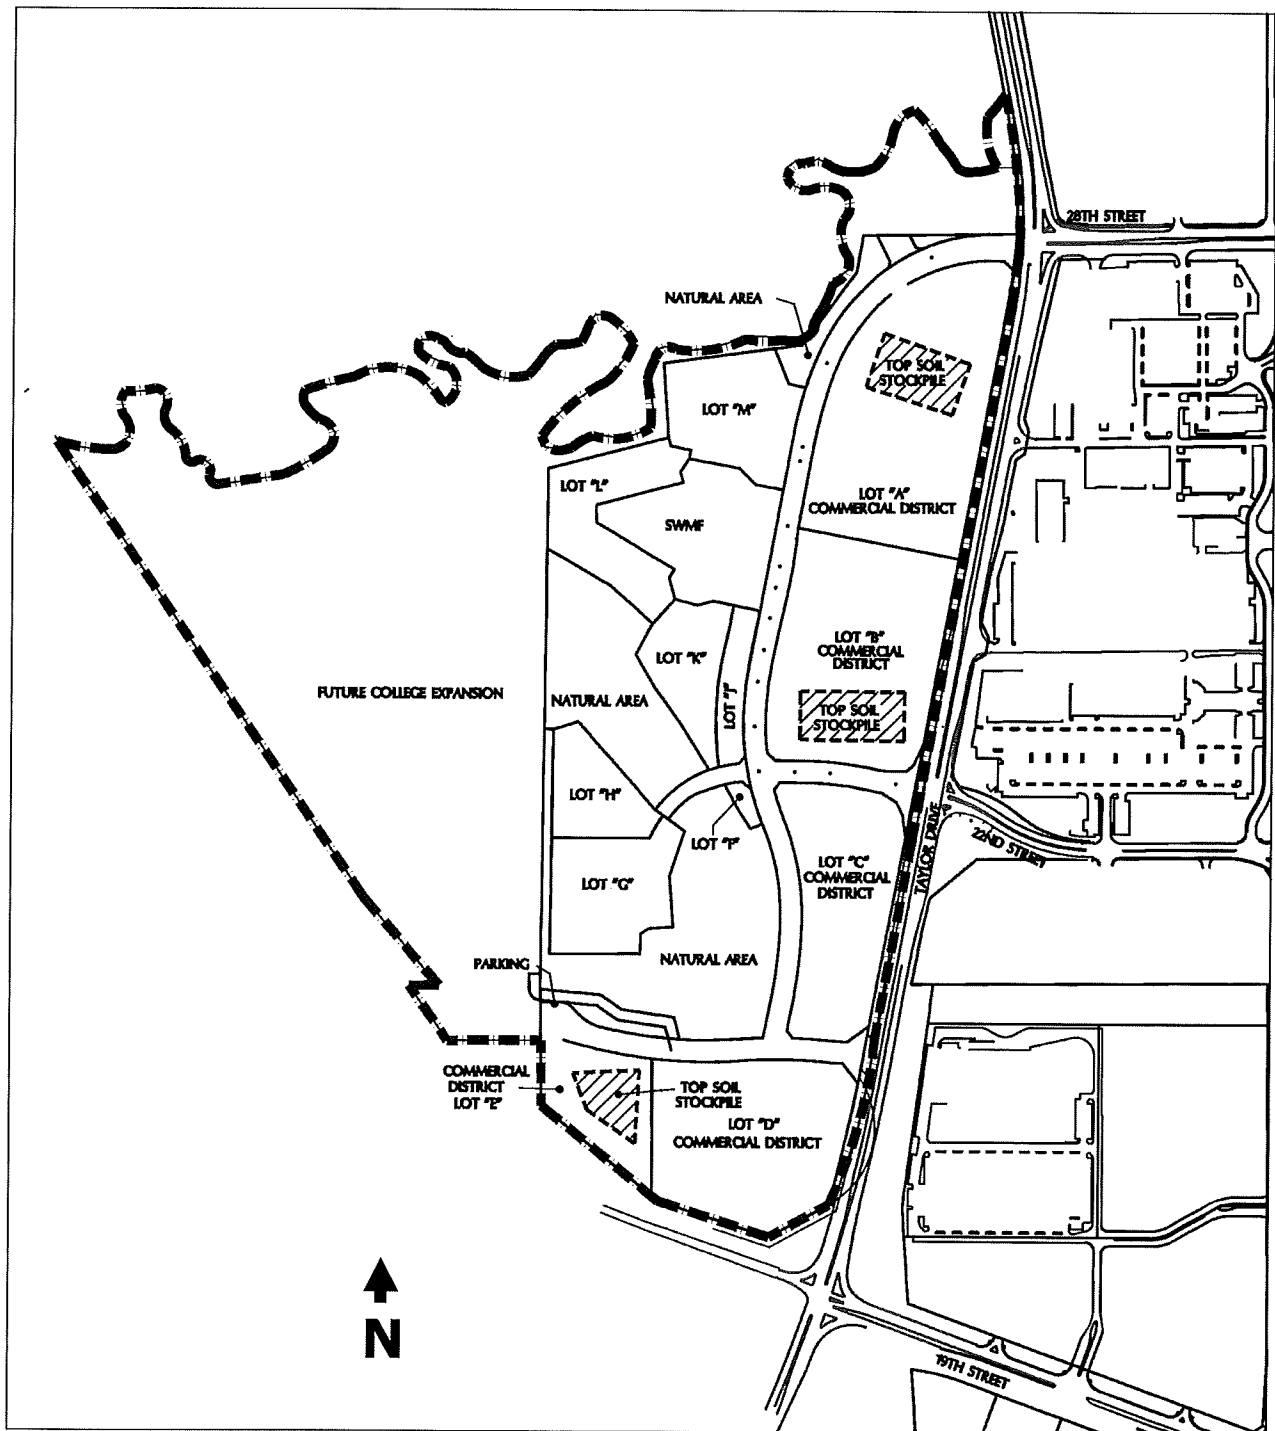 28TH STREET
NATURAL AREA
TOP SOIL
STOCKPILE
LOT "M"
LOT "L"
LOT "A"
COMMERCIAL DISTRICT
SWMF
LOT "B"
COMMERCIAL
DISTRICT
LOT "K"
LOT "J"
FUTURE COLLEGE EXPANSION
NATURAL AREA
TOP SOIL
STOCKPILE
LOT "H"
TAYLOR DRIVE
22ND STREET
LOT "F"
LOT "C"
COMMERCIAL
DISTRICT
LOT "G"
NATURAL AREA
PARKING
COMMERCIAL
DISTRICT
LOT "E"
TOP SOIL
STOCKPILE
LOT "D"
COMMERCIAL DISTRICT
N
19TH STREET